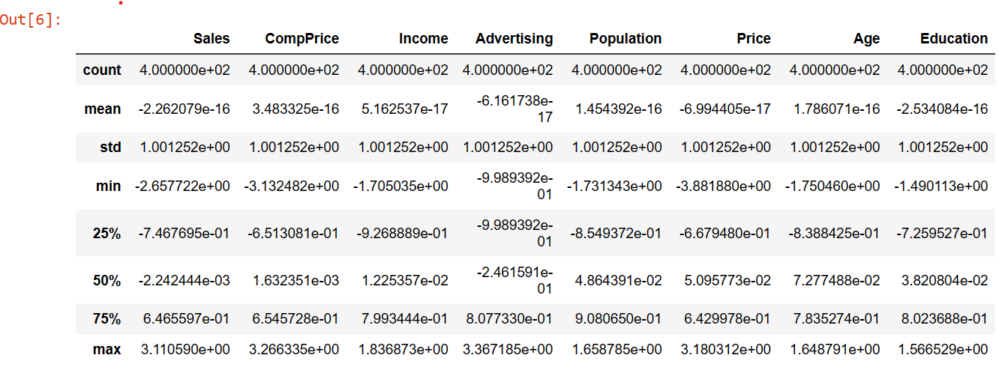 Out[6]:
Sales CompPrice Income Advertising Population Price Age Education
count 4.000000e+02 4.000000e+02 4.000000e+02 4.000000e+02 4.000000e+02 4.000000e+02 4.000000e+02 4.000000e+02
mean -2.262079e-16 3.483325e-16 5.162537e-17 -6.161738e-17 1.454392e-16 -6.994405e-17 1.786071e-16 -2.534084e-16
std 1.001252e+00 1.001252e+00 1.001252e+00 1.001252e+00 1.001252e+00 1.001252e+00 1.001252e+00 1.001252e+00
min -2.657722e+00 -3.132482e+00 -1.705035e+00 -9.989392e-01 -1.731343e+00 -3.881880e+00 -1.750460e+00 -1.490113e+00
25% -7.467695e-01 -6.513081e-01 -9.268889e-01 -9.989392e-01 -8.549372e-01 -6.679480e-01 -8.388425e-01 -7.259527e-01
50% -2.242444e-03 1.632351e-03 1.225357e-02 -2.461591e-01 4.864391e-02 5.095773e-02 7.277488e-02 3.820804e-02
75% 6.465597e-01 6.545728e-01 7.993444e-01 8.077330e-01 9.080650e-01 6.429978e-01 7.835274e-01 8.023688e-01
max 3.110590e+00 3.266335e+00 1.836873e+00 3.367185e+00 1.658785e+00 3.180312e+00 1.648791e+00 1.566529e+00